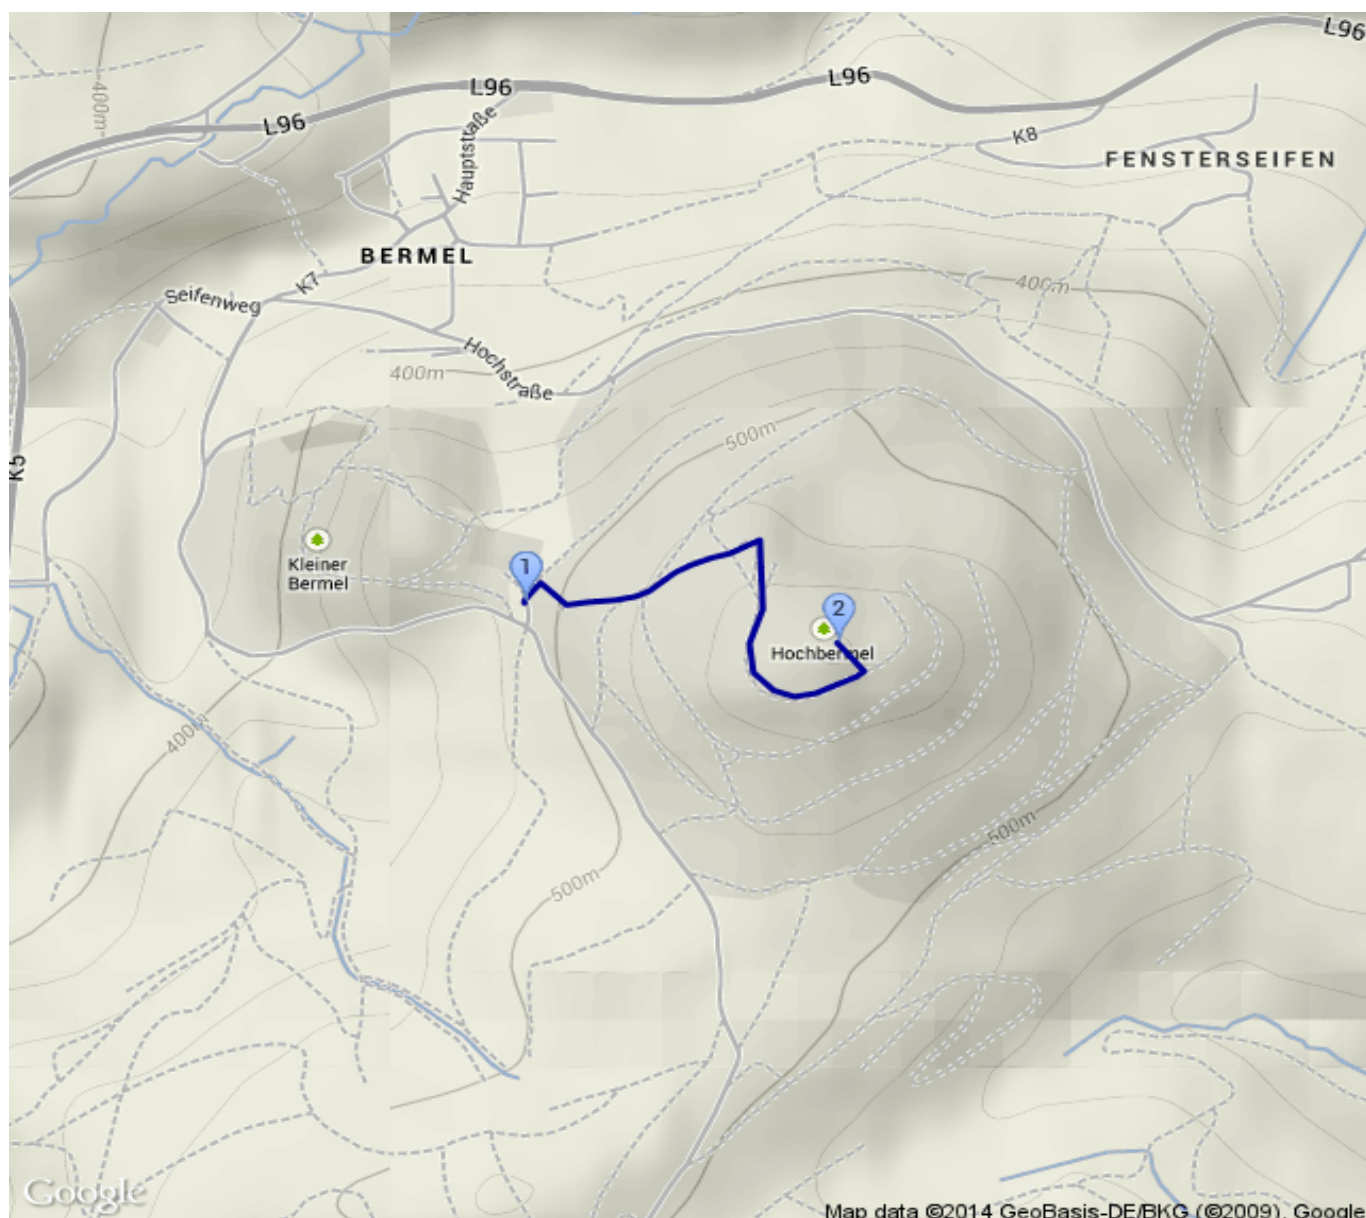 L96
L96
L96
L96
400m
Hauptstaße
K8
FENSTERSEIFEN
BERMEL
K7
Seifenweg
400m
Hochstraße
400m
500m
K5
1
Kleiner
Bermel
2
Hochbermel
400m
500m
500m
Google
Map data ©2014 GeoBasis-DE/BKG (©2009), Google